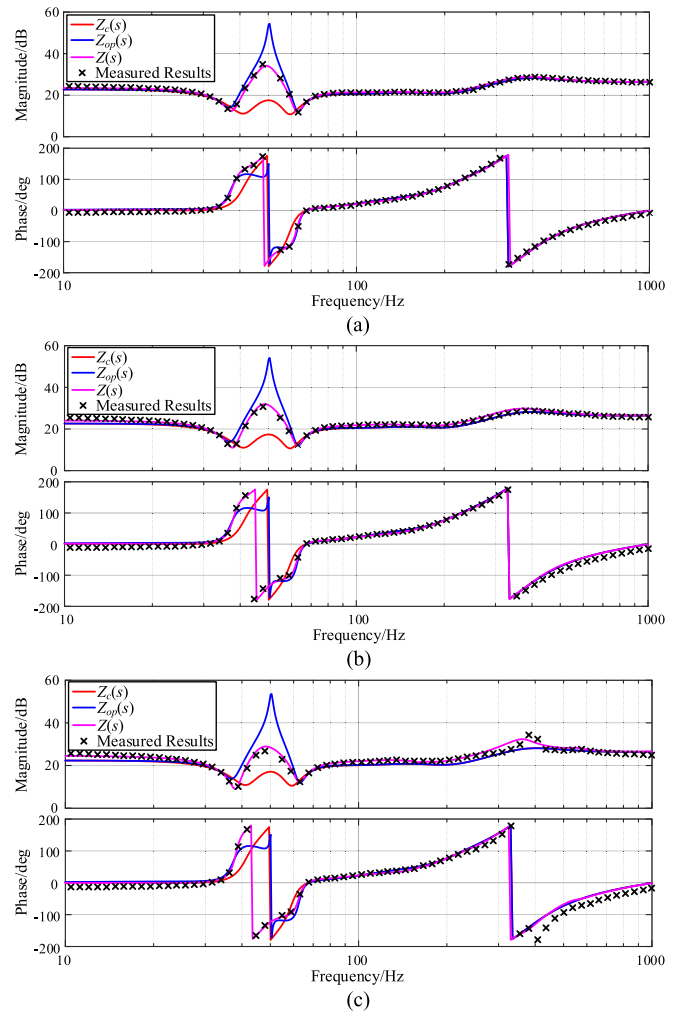 60
40
20
0
Magnitude/dB
Zc(s)
Zop(s)
Z(s)
Measured Results
200
100
0
-100
-200
Phase/deg
10
100
1000
Frequency/Hz
(a)
60
40
20
0
Magnitude/dB
Zc(s)
Zop(s)
Z(s)
Measured Results
200
100
0
-100
-200
Phase/deg
10
100
1000
Frequency/Hz
(b)
60
40
20
0
Magnitude/dB
Zc(s)
Zop(s)
Z(s)
Measured Results
200
100
0
-100
-200
Phase/deg
10
100
1000
Frequency/Hz
(c)